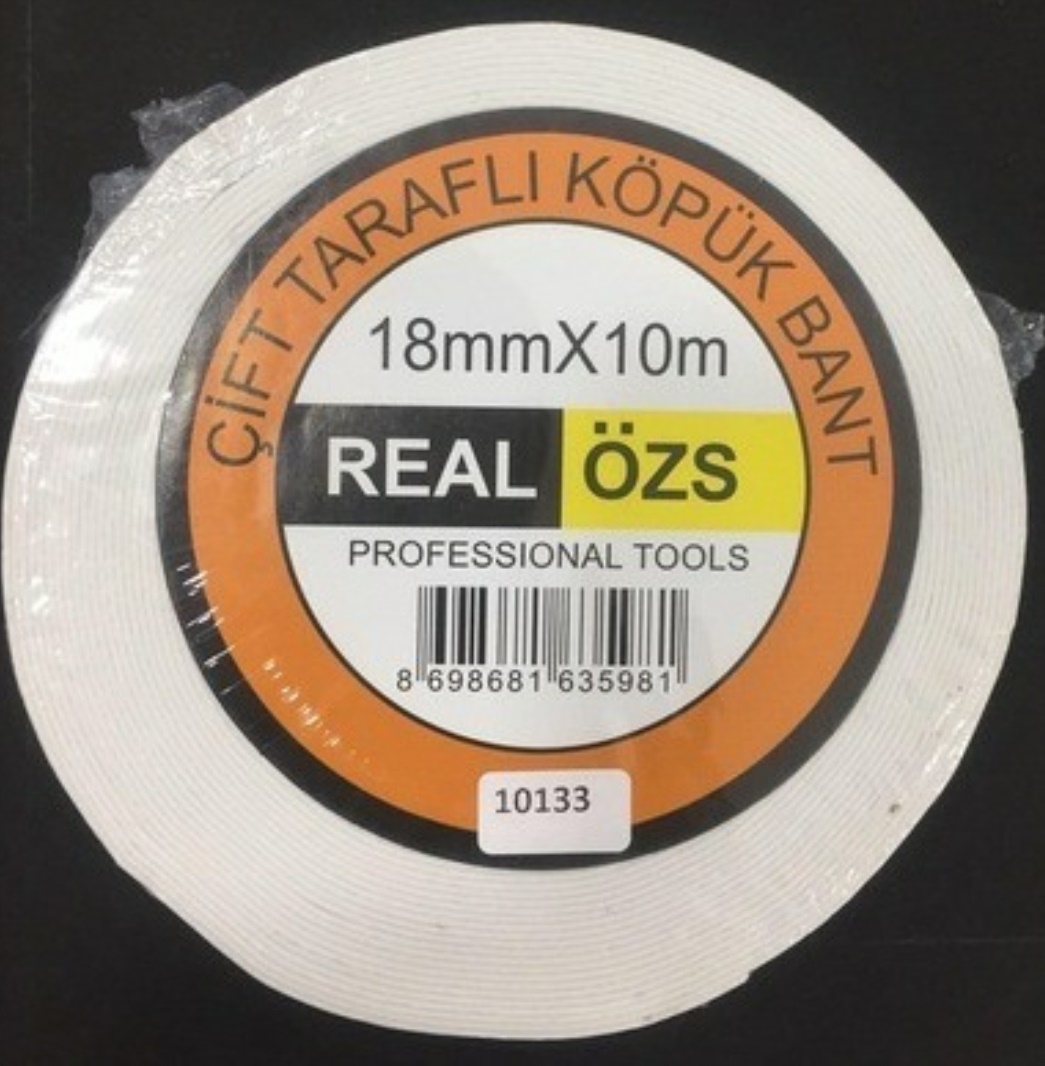 ÇİFT TARAFLI KÖPÜK BANT
18mmX10m
REAL ÖZS
PROFESSIONAL TOOLS
8 698681 635981
10133